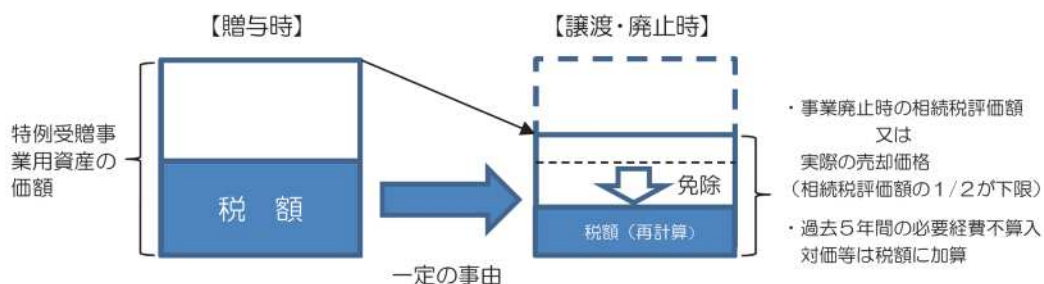 【贈与時】
【譲渡・廃止時】
特例受贈事
業用資産の
価額
税 額
一定の事由
免除
税額（再計算）
・事業廃止時の相続税評価額
又は
実際の売却価格
（相続税評価額の１/２が下限）
・過去５年間の必要経費不算入
対価等は税額に加算